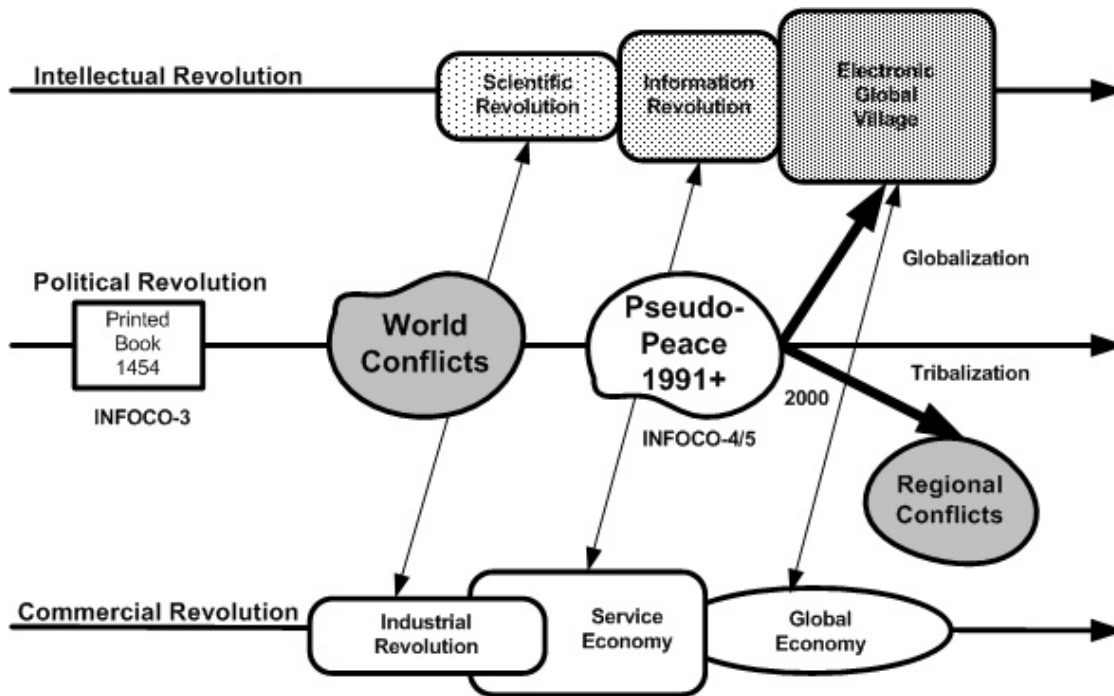 Intellectual Revolution
Scientific
Revolution
Information
Revolution
Electronic
Global
Village
Globalization
Political Revolution
Printed
Book
1454
INFOCO-3
World
Conflicts
Pseudo-
Peace
1991+
INFOCO-4/5
2000
Tribalization
Regional
Conflicts
Commercial Revolution
Industrial
Revolution
Service
Economy
Global
Economy